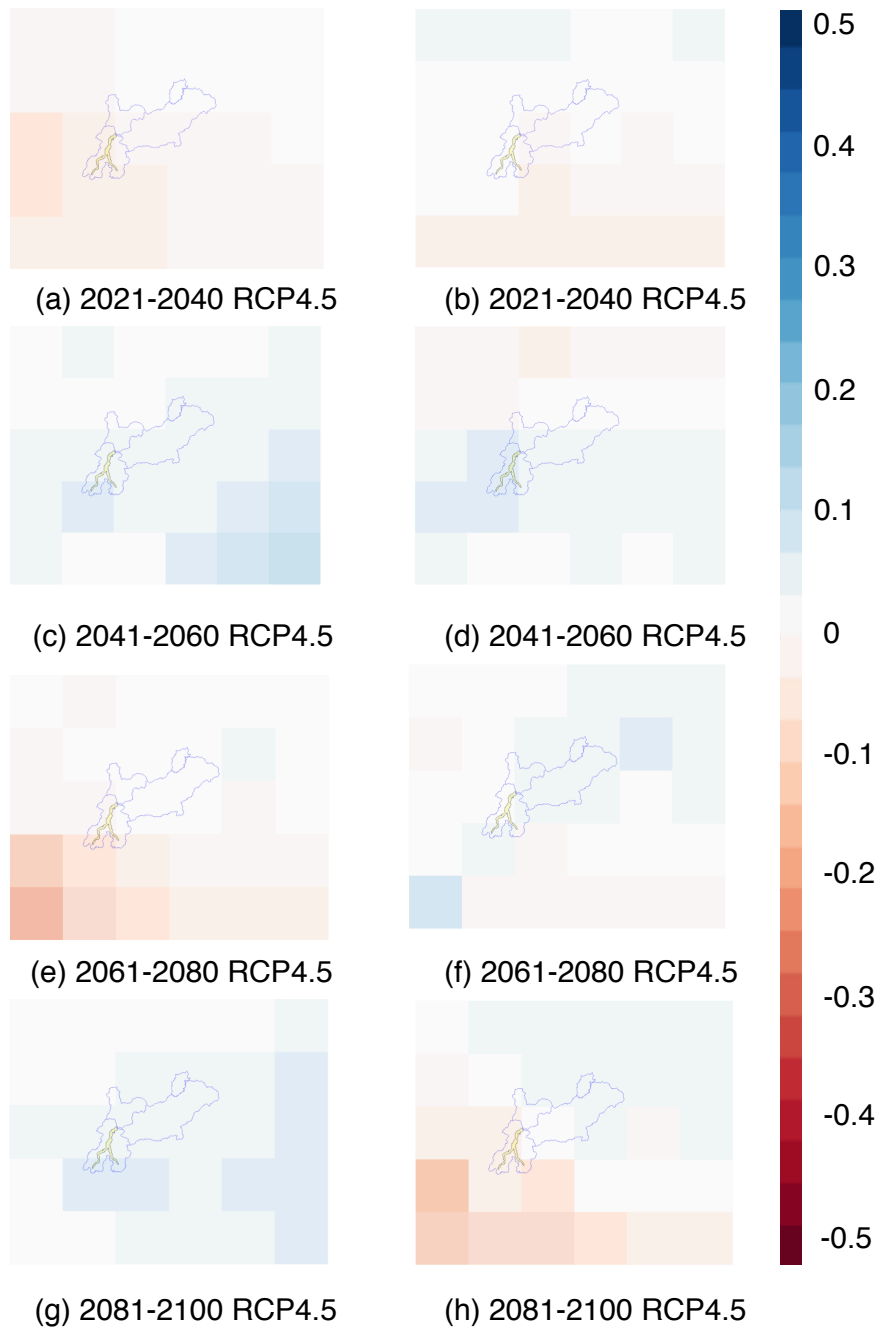 0.5
0.4
0.3
0.2
0.1
0
-0.1
-0.2
-0.3
-0.4
-0.5
(a) 2021-2040 RCP4.5
(b) 2021-2040 RCP4.5
(c) 2041-2060 RCP4.5
(d) 2041-2060 RCP4.5
(e) 2061-2080 RCP4.5
(f) 2061-2080 RCP4.5
(g) 2081-2100 RCP4.5
(h) 2081-2100 RCP4.5